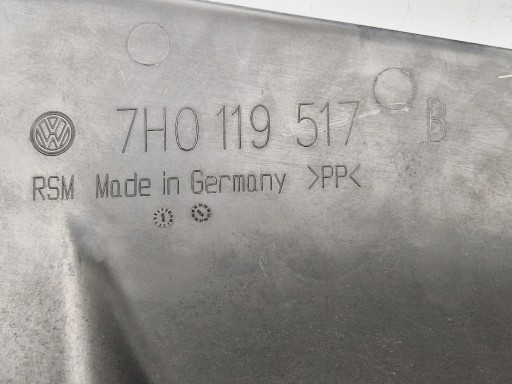 7H0 119 517 B
RSM Made in Germany >PP<